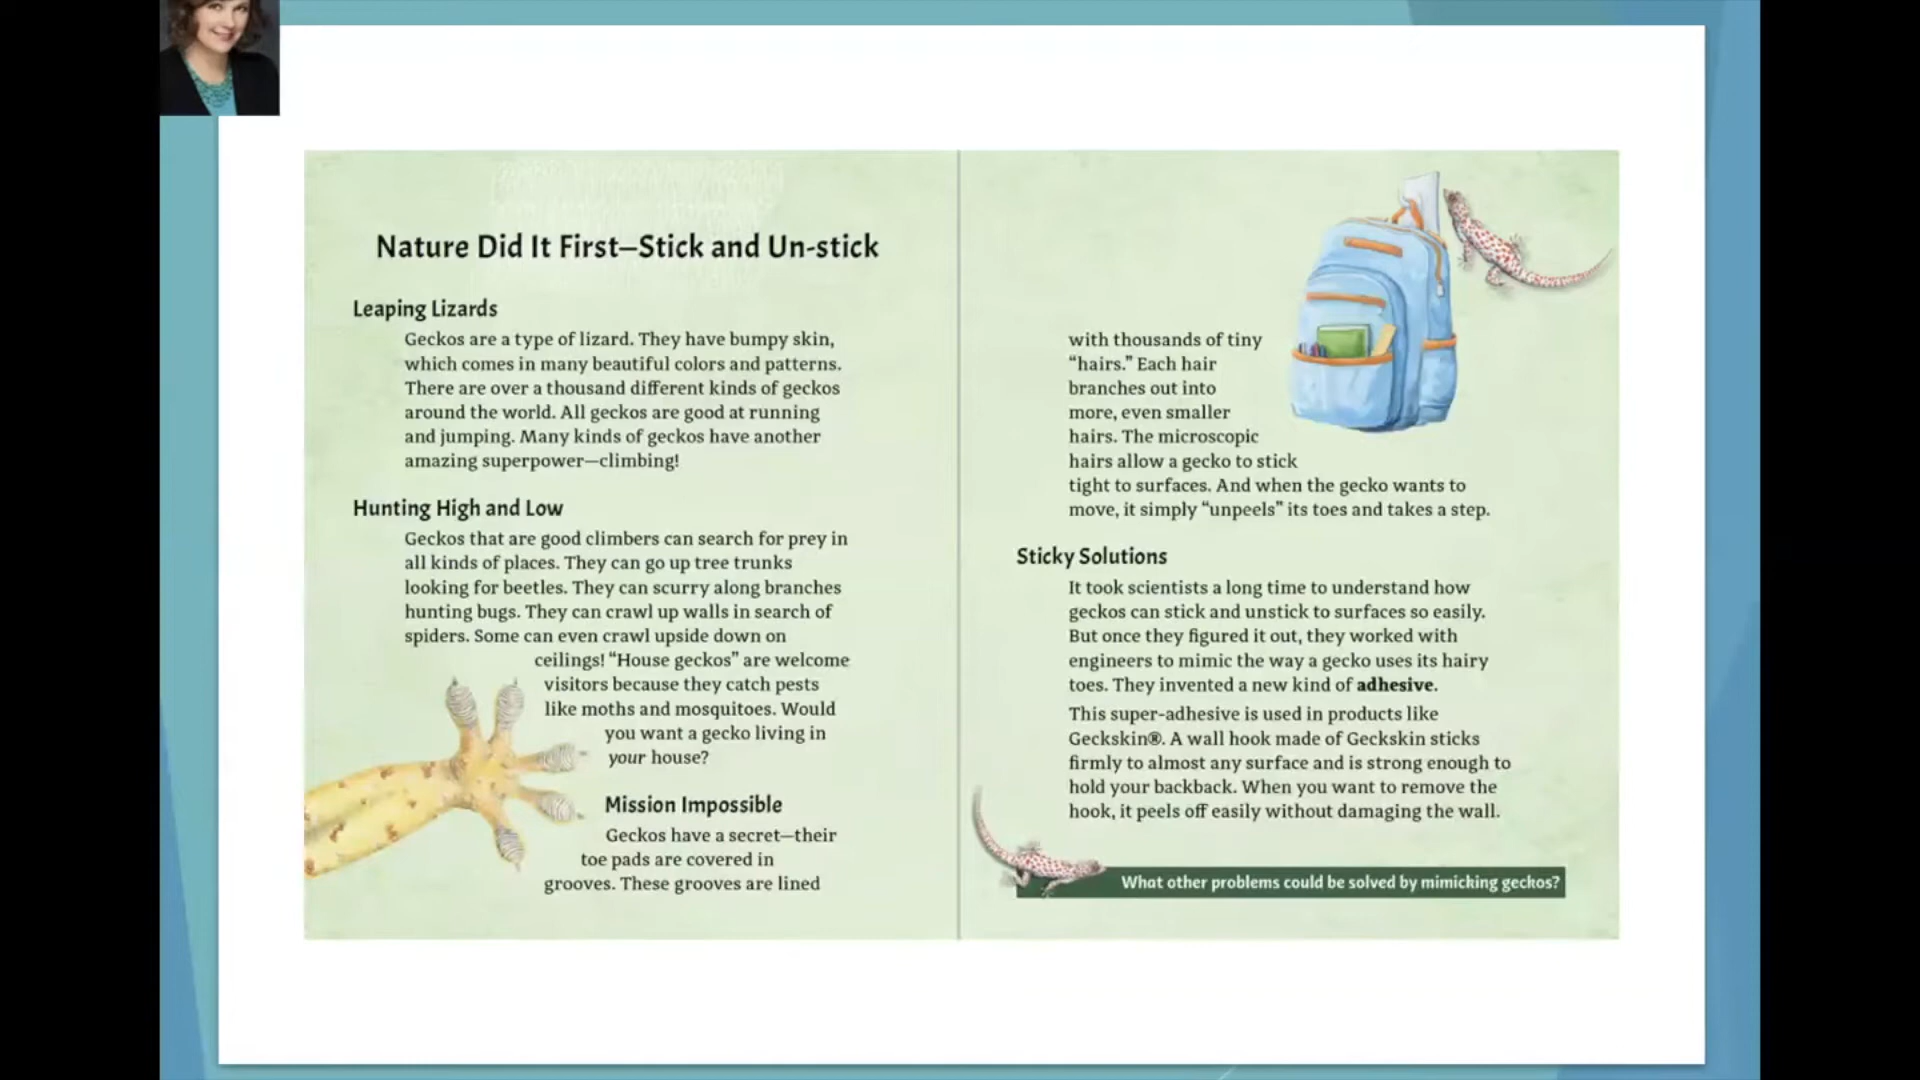 Nature Did It First—Stick and Un-stick
Leaping Lizards
Geckos are a type of lizard. They have bumpy skin,
which comes in many beautiful colors and patterns.
There are over a thousand different kinds of geckos
around the world. All geckos are good at running
and jumping. Many kinds of geckos have another
amazing superpower—climbing!
Hunting High and Low
Geckos that are good climbers can search for prey in
all kinds of places. They can go up tree trunks
looking for beetles. They can scurry along branches
hunting bugs. They can crawl up walls in search of
spiders. Some can even crawl upside down on
ceilings! “House geckos” are welcome
visitors because they catch pests
like moths and mosquitoes. Would
you want a gecko living in
your house?
Mission Impossible
Geckos have a secret—their
toe pads are covered in
grooves. These grooves are lined
with thousands of tiny
“hairs.” Each hair
branches out into
more, even smaller
hairs. The microscopic
hairs allow a gecko to stick
tight to surfaces. And when the gecko wants to
move, it simply “unpeels” its toes and takes a step.
Sticky Solutions
It took scientists a long time to understand how
geckos can stick and unstick to surfaces so easily.
But once they figured it out, they worked with
engineers to mimic the way a gecko uses its hairy
toes. They invented a new kind of adhesive.
This super-adhesive is used in products like
Geckskin®. A wall hook made of Geckskin sticks
firmly to almost any surface and is strong enough to
hold your backback. When you want to remove the
hook, it peels off easily without damaging the wall.
What other problems could be solved by mimicking geckos?